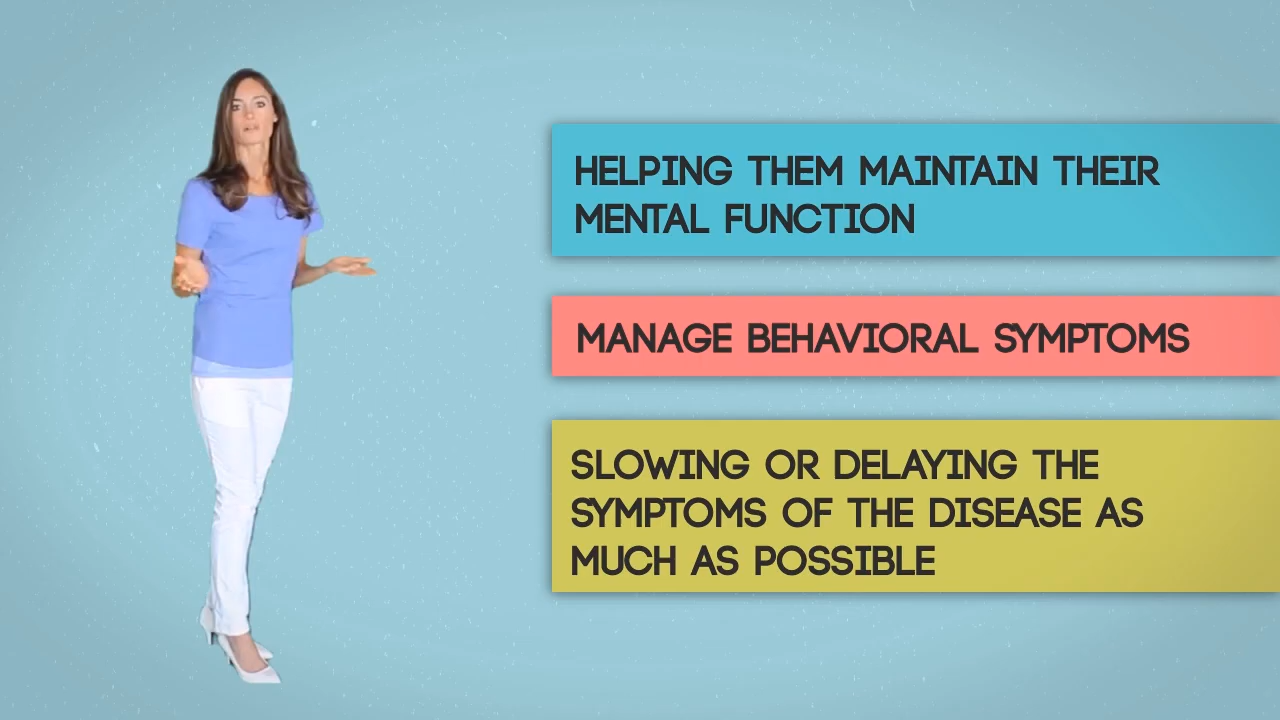 HELPING THEM MAINTAIN THEIR
MENTAL FUNCTION
MANAGE BEHAVIORAL SYMPTOMS
SLOWING OR DELAYING THE
SYMPTOMS OF THE DISEASE AS
MUCH AS POSSIBLE